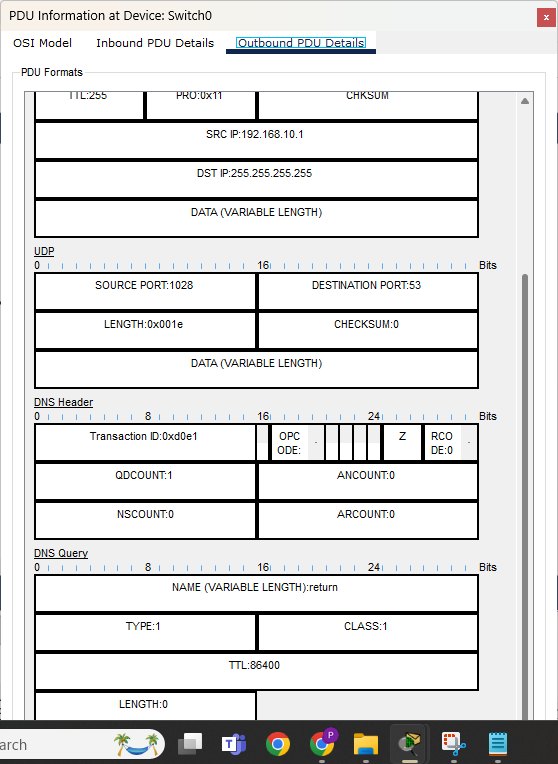 PDU Information at Device: Switch0
x
OSI Model Inbound PDU Details Outbound PDU Details
PDU Formats
TTL:255 PRO:0x11 CHKSUM
SRC IP:192.168.10.1
DST IP:255.255.255.255
DATA (VARIABLE LENGTH)
UDP
0 16 Bits
SOURCE PORT:1028 DESTINATION PORT:53
LENGTH:0x001e CHECKSUM:0
DATA (VARIABLE LENGTH)
DNS Header
0 8 16 24 Bits
Transaction ID:0xd0e1 OPC . Z RCO .
ODE: DE:0
QDCOUNT:1 ANCOUNT:0
NSCOUNT:0 ARCOUNT:0
DNS Query
0 8 16 24 Bits
NAME (VARIABLE LENGTH):return
TYPE:1 CLASS:1
TTL:86400
LENGTH:0
arch
P